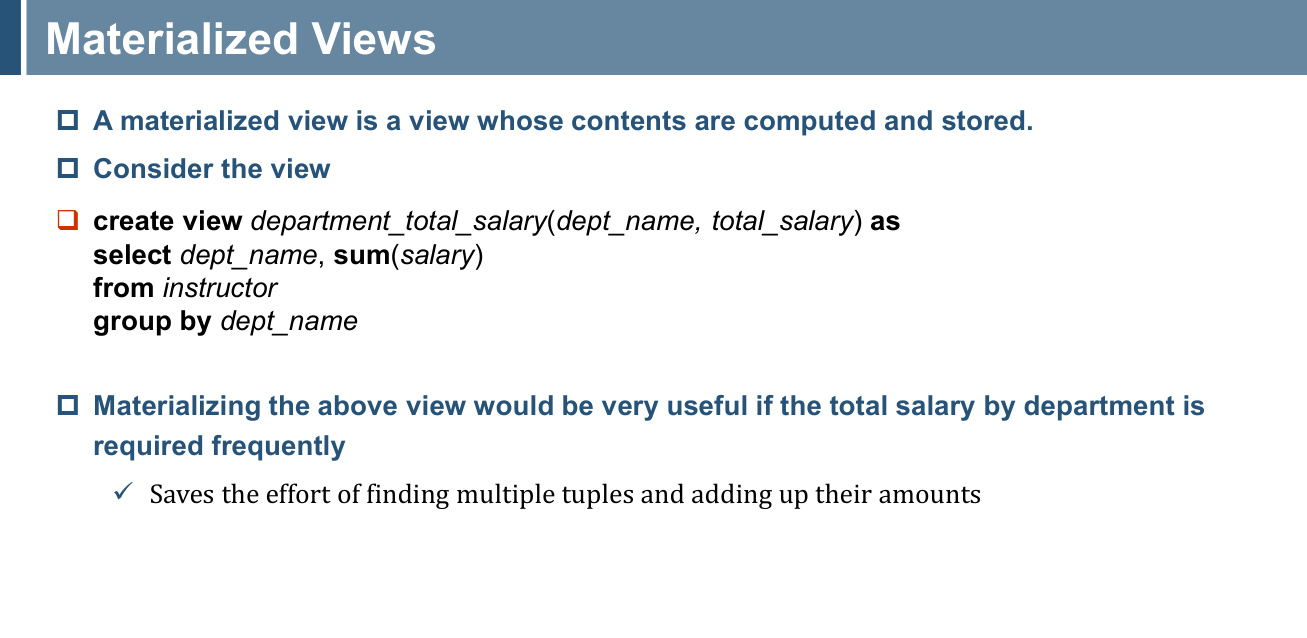 Materialized Views
A materialized view is a view whose contents are computed and stored.
Consider the view
create view department_total_salary(dept_name, total_salary) as
select dept_name, sum(salary)
from instructor
group by dept_name
Materializing the above view would be very useful if the total salary by department is
required frequently
Saves the effort of finding multiple tuples and adding up their amounts